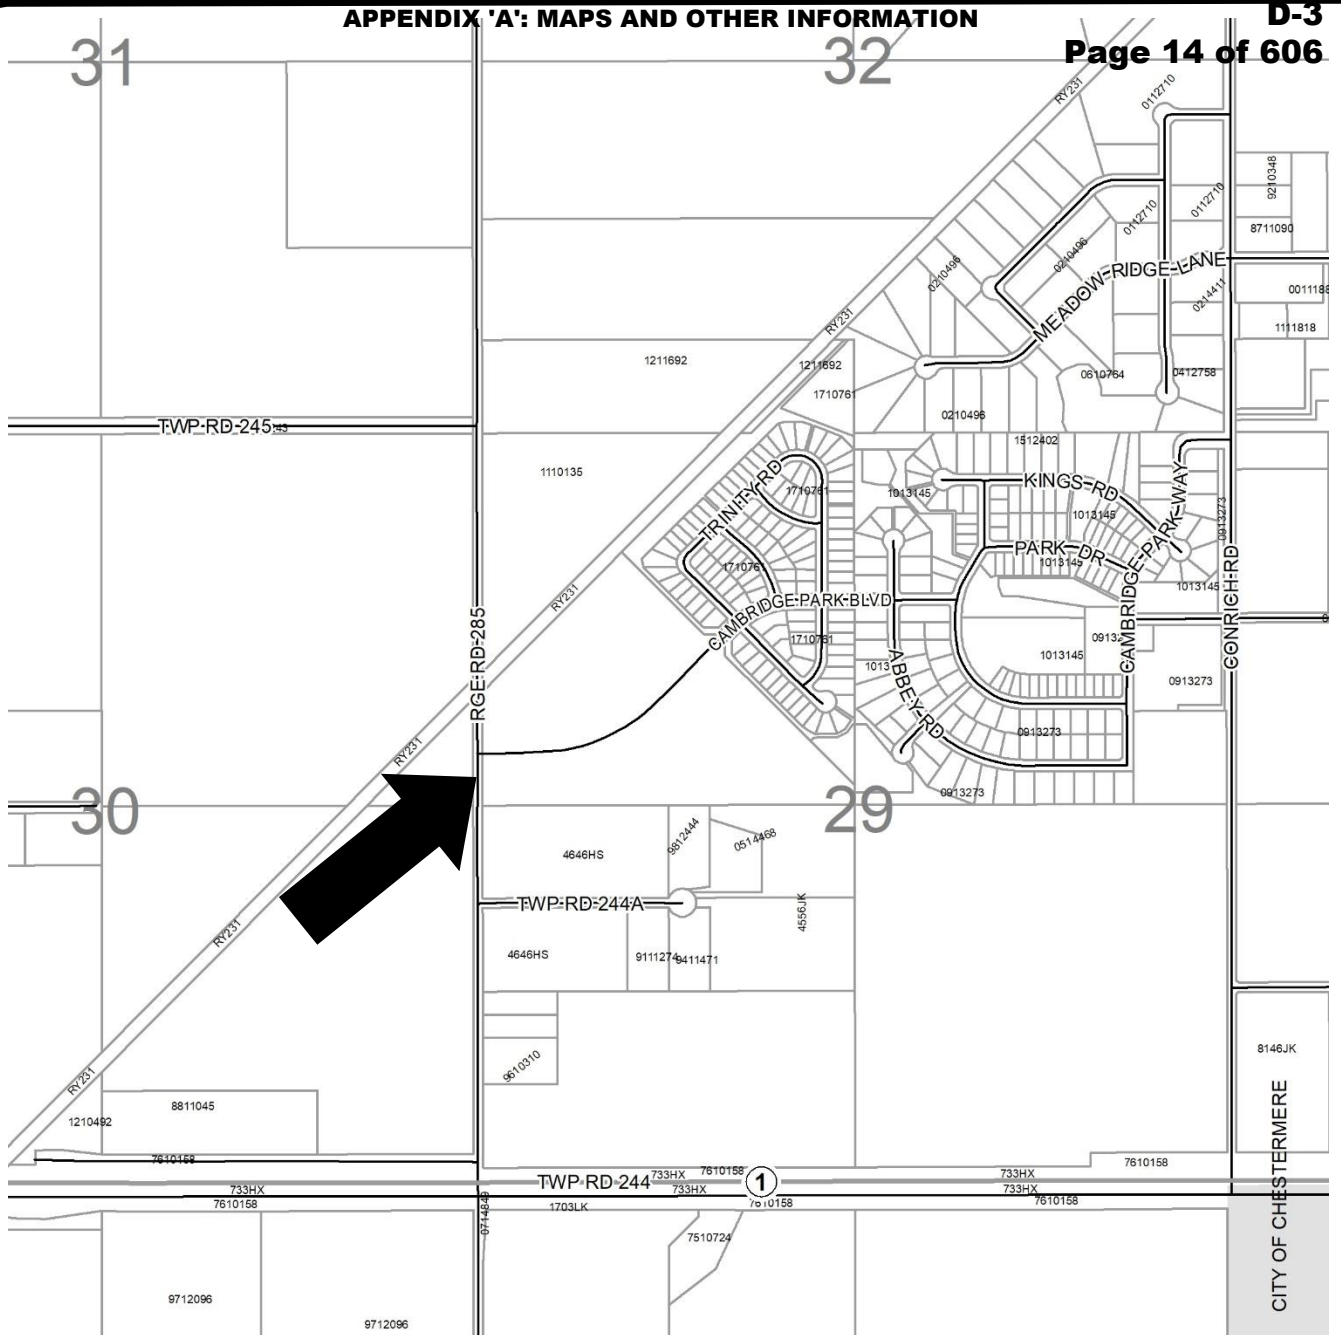 APPENDIX 'A': MAPS AND OTHER INFORMATION
D-3
Page 14 of 606
31
32
RY231
0112710
9210348
0112710
0112710
8711090
0210496
0210496
MEADOW RIDGE LANE
0011188
0214411
RY231
1111818
1211692
1211692
1710761
0610764
0412758
0210496
TWP RD 245
1512402
1110135
TRINITY RD
1710761
1013145
KINGS RD
1013145
CAMBRIDGE PARK WAY
0913273
PARK DR
1013145
1710761
1013145
RY231
CAMBRIDGE PARK BLVD
CONRICH RD
RGE RD 285
1710761
ABBEY RD
1013145
0913273
RY231
0913273
0913273
30
29
4646HS
9812444
0514468
TWP RD 244A
4556JK
RY231
4646HS
9111274
9411471
9610310
8146JK
RY231
8811045
1210492
7610158
7610158
7610158
733HX
733HX
TWP RD 244
1
733HX
733HX
733HX
7610158
0714849
1703LK
7610158
7610158
7510724
CITY OF CHESTERMERE
9712096
9712096